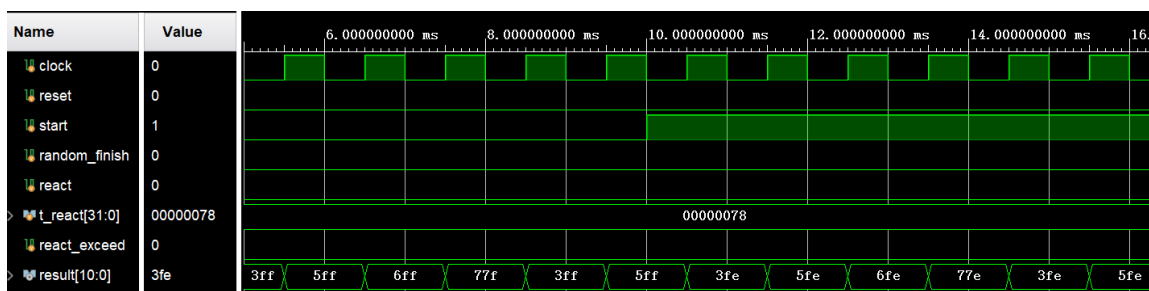 Name Value 6.000000000 ms 8.000000000 ms 10.000000000 ms 12.000000000 ms 14.000000000 ms 16.
clock 0
reset 0
start 1
random_finish 0
react 0
t_react[31:0] 00000078 00000078
react_exceed 0
result[10:0] 3fe 3ff 5ff 6ff 77f 3ff 5ff 3fe 5fe 6fe 77e 3fe 5fe